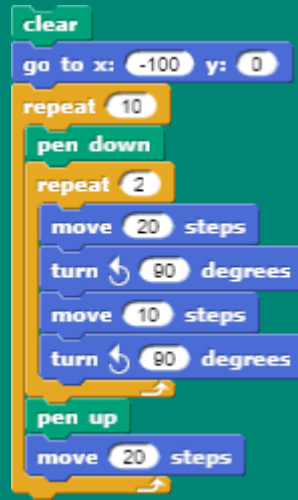 clear
go to x: -100 y: 0
repeat 10
pen down
repeat 2
move 20 steps
turn 90 degrees
move 10 steps
turn 90 degrees
pen up
move 20 steps